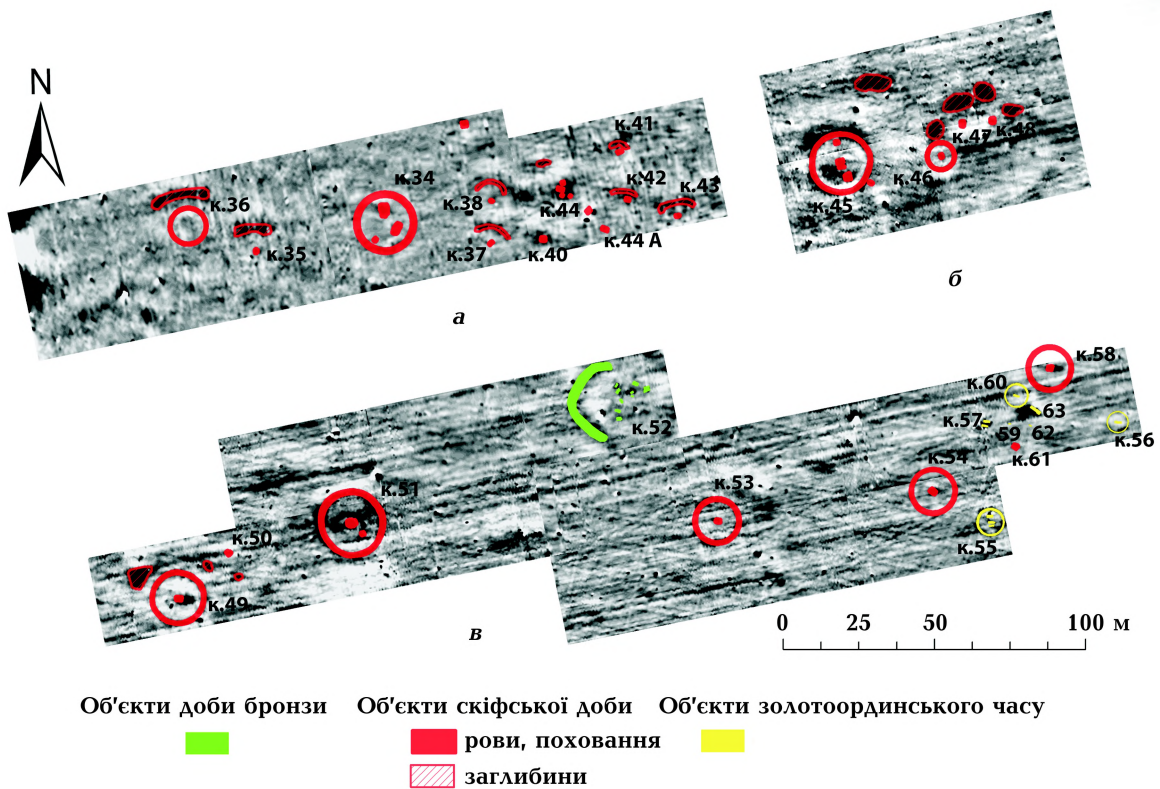 N
к.41
к.34
к.42
к.43
к.36
к.38
к.44
к.35
к.37
к.40
к.44 А
а
к.47
к.48
к.46
к.45
б
к.58
к.60
к.57
63
59
62
к.56
к.61
к.52
к.54
к.53
к.51
к.50
к.55
к.49
в
0 25 50 100 м
Об’єкти доби бронзи
Об’єкти скіфської доби
Об’єкти золотоординського часу
рови, поховання
заглибини